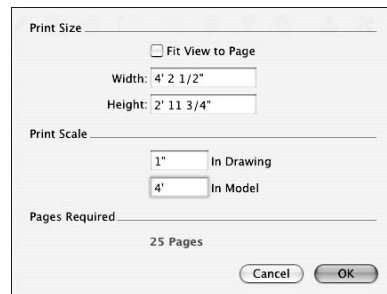 Print Size
Fit View to Page
Width: 4' 2 1/2"
Height: 2' 11 3/4"
Print Scale
1" In Drawing
4' In Model
Pages Required
25 Pages
Cancel OK